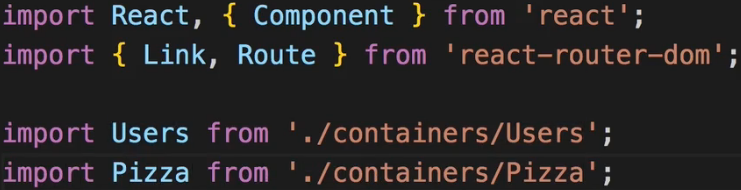 import React, { Component } from 'react';
import { Link, Route } from 'react-router-dom';
import Users from './containers/Users';
import Pizza from './containers/Pizza';